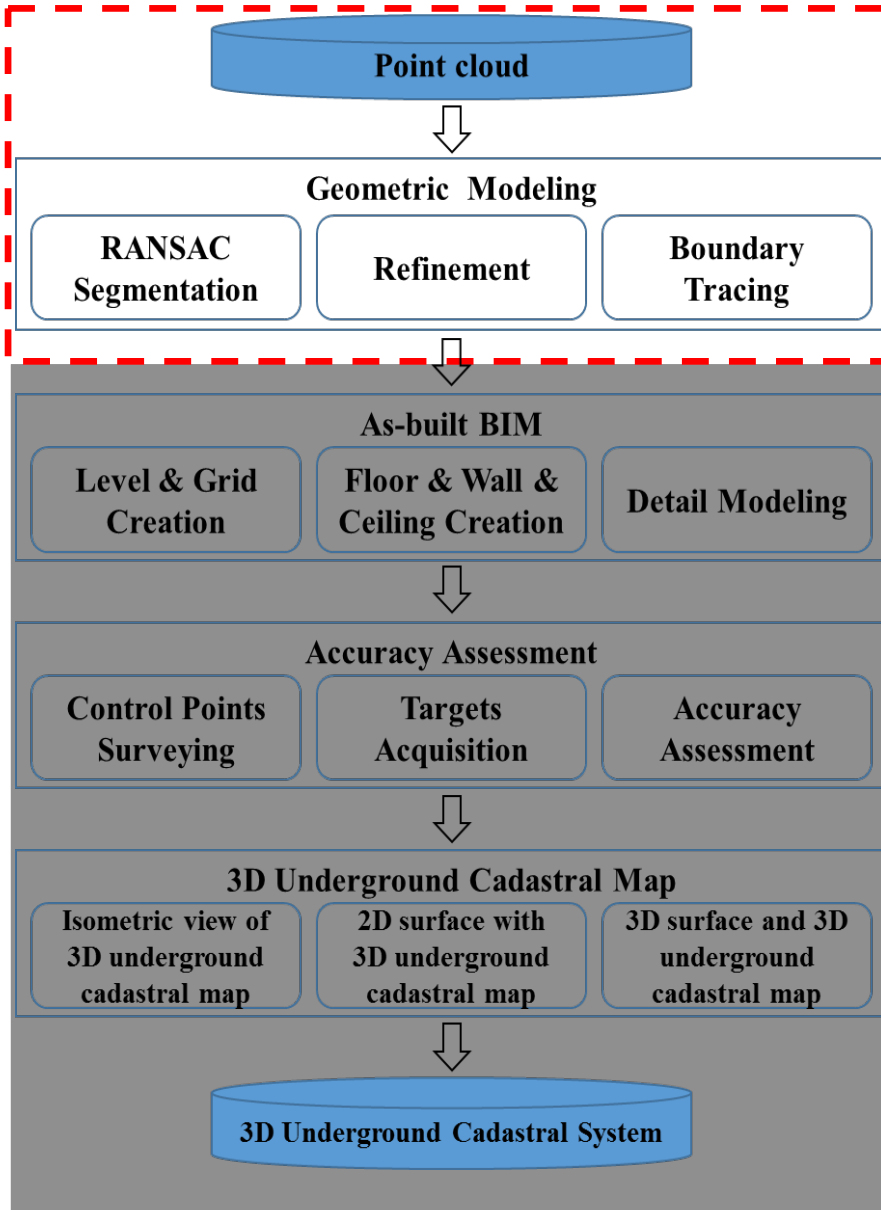 Point cloud
Geometric Modeling
RANSAC
Segmentation
Refinement
Boundary
Tracing
As-built BIM
Level & Grid
Creation
Floor & Wall &
Ceiling Creation
Detail Modeling
Accuracy Assessment
Control Points
Surveying
Targets
Acquisition
Accuracy
Assessment
3D Underground Cadastral Map
Isometric view of
3D underground
cadastral map
2D surface with
3D underground
cadastral map
3D surface and 3D
underground
cadastral map
3D Underground Cadastral System